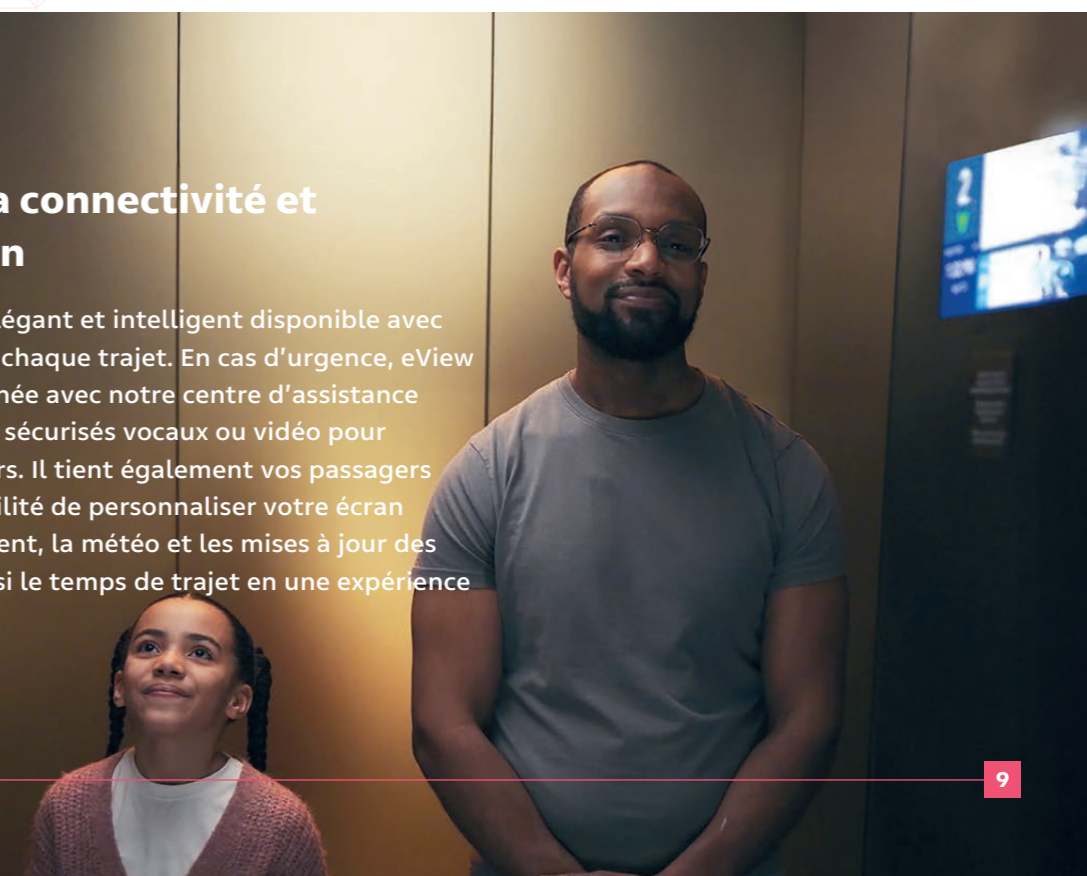 a connectivité et
n
légant et intelligent disponible avec
chaque trajet. En cas d’urgence, eView
née avec notre centre d’assistance
sécurisés vocaux ou vidéo pour
rs. Il tient également vos passagers
ilité de personnaliser votre écran
ent, la météo et les mises à jour des
si le temps de trajet en une expérience
2
9